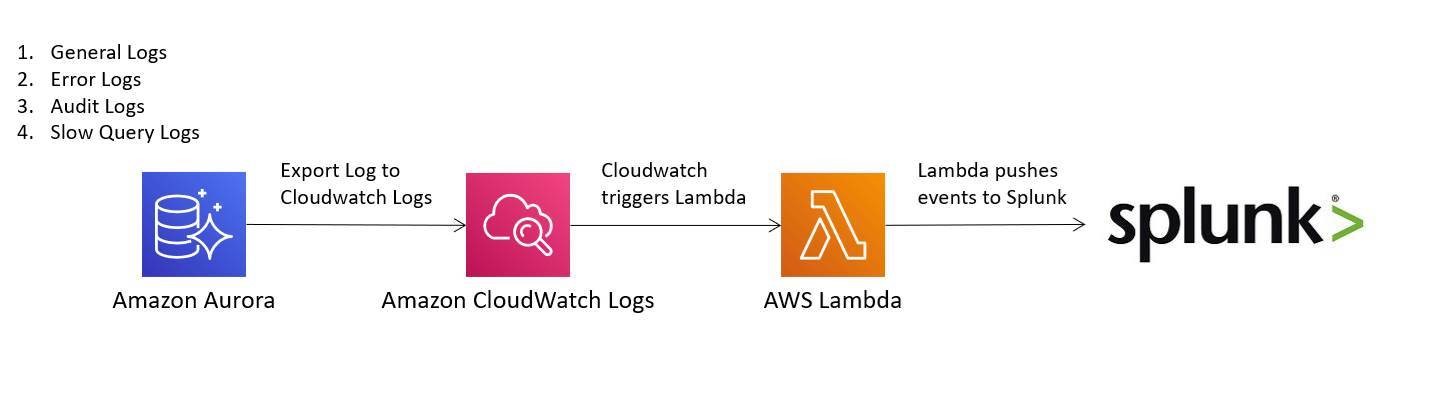 1. General Logs
2. Error Logs
3. Audit Logs
4. Slow Query Logs
Export Log to
Cloudwatch Logs
Cloudwatch
triggers Lambda
Lambda pushes
events to Splunk
splunk>®
Amazon Aurora
Amazon CloudWatch Logs
AWS Lambda